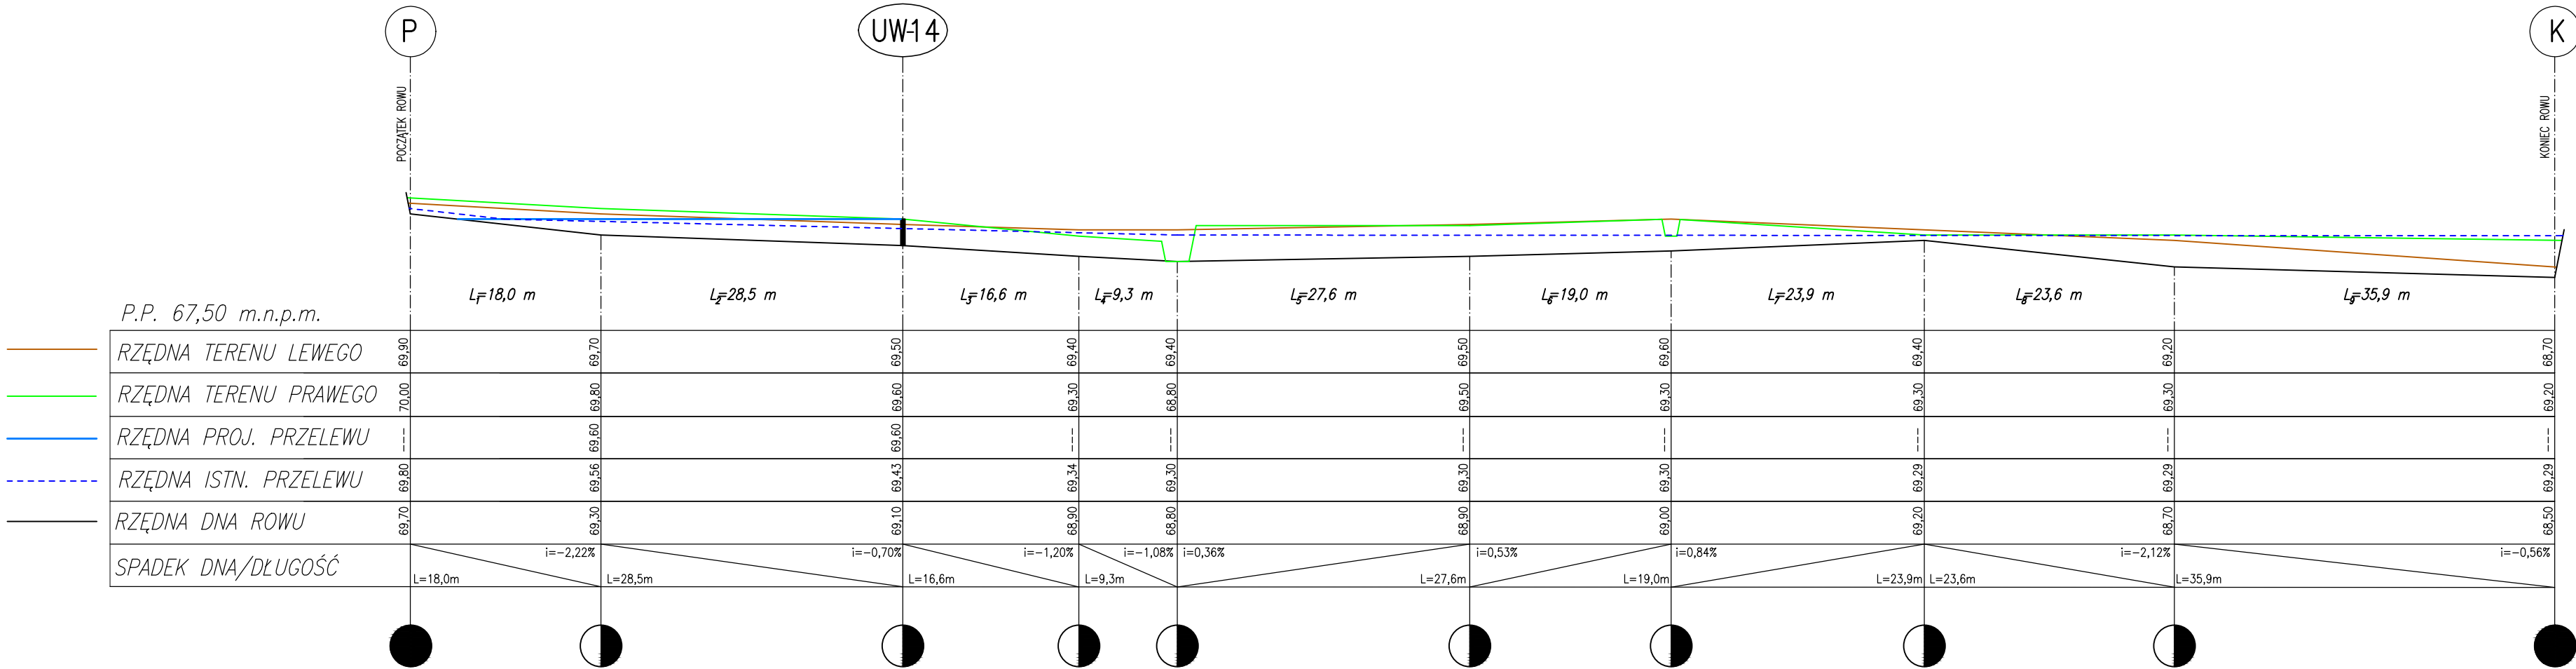 P
UW-14
K
POCZĄTEK ROWU
KONIEC ROWU
L1=18,0 m
L2=28,5 m
L3=16,6 m
L4=9,3 m
L5=27,6 m
L6=19,0 m
L7=23,9 m
L8=23,6 m
L9=35,9 m
P.P. 67,50 m.n.p.m.
RZĘDNA TERENU LEWEGO 69,90 69,70 69,50 69,40 69,40 69,50 69,60 69,40 69,20 68,70
RZĘDNA TERENU PRAWEGO 70,00 69,80 69,60 69,30 68,80 69,50 69,30 69,30 69,30 69,20
RZĘDNA PROJ. PRZELEWU --- 69,60 69,60 --- --- --- --- --- --- ---
RZĘDNA ISTN. PRZELEWU 69,80 69,56 69,43 69,34 69,30 69,30 69,30 69,29 69,29 69,29
RZĘDNA DNA ROWU 69,70 69,30 69,10 68,90 68,80 68,90 69,00 69,20 68,70 68,50
SPADEK DNA/DŁUGOŚĆ
i=-2,22% i=-0,70% i=-1,20% i=-1,08% i=0,36% i=0,53% i=0,84% i=-2,12% i=-0,56%
L=18,0m L=28,5m L=16,6m L=9,3m L=27,6m L=19,0m L=23,9m L=23,6m L=35,9m